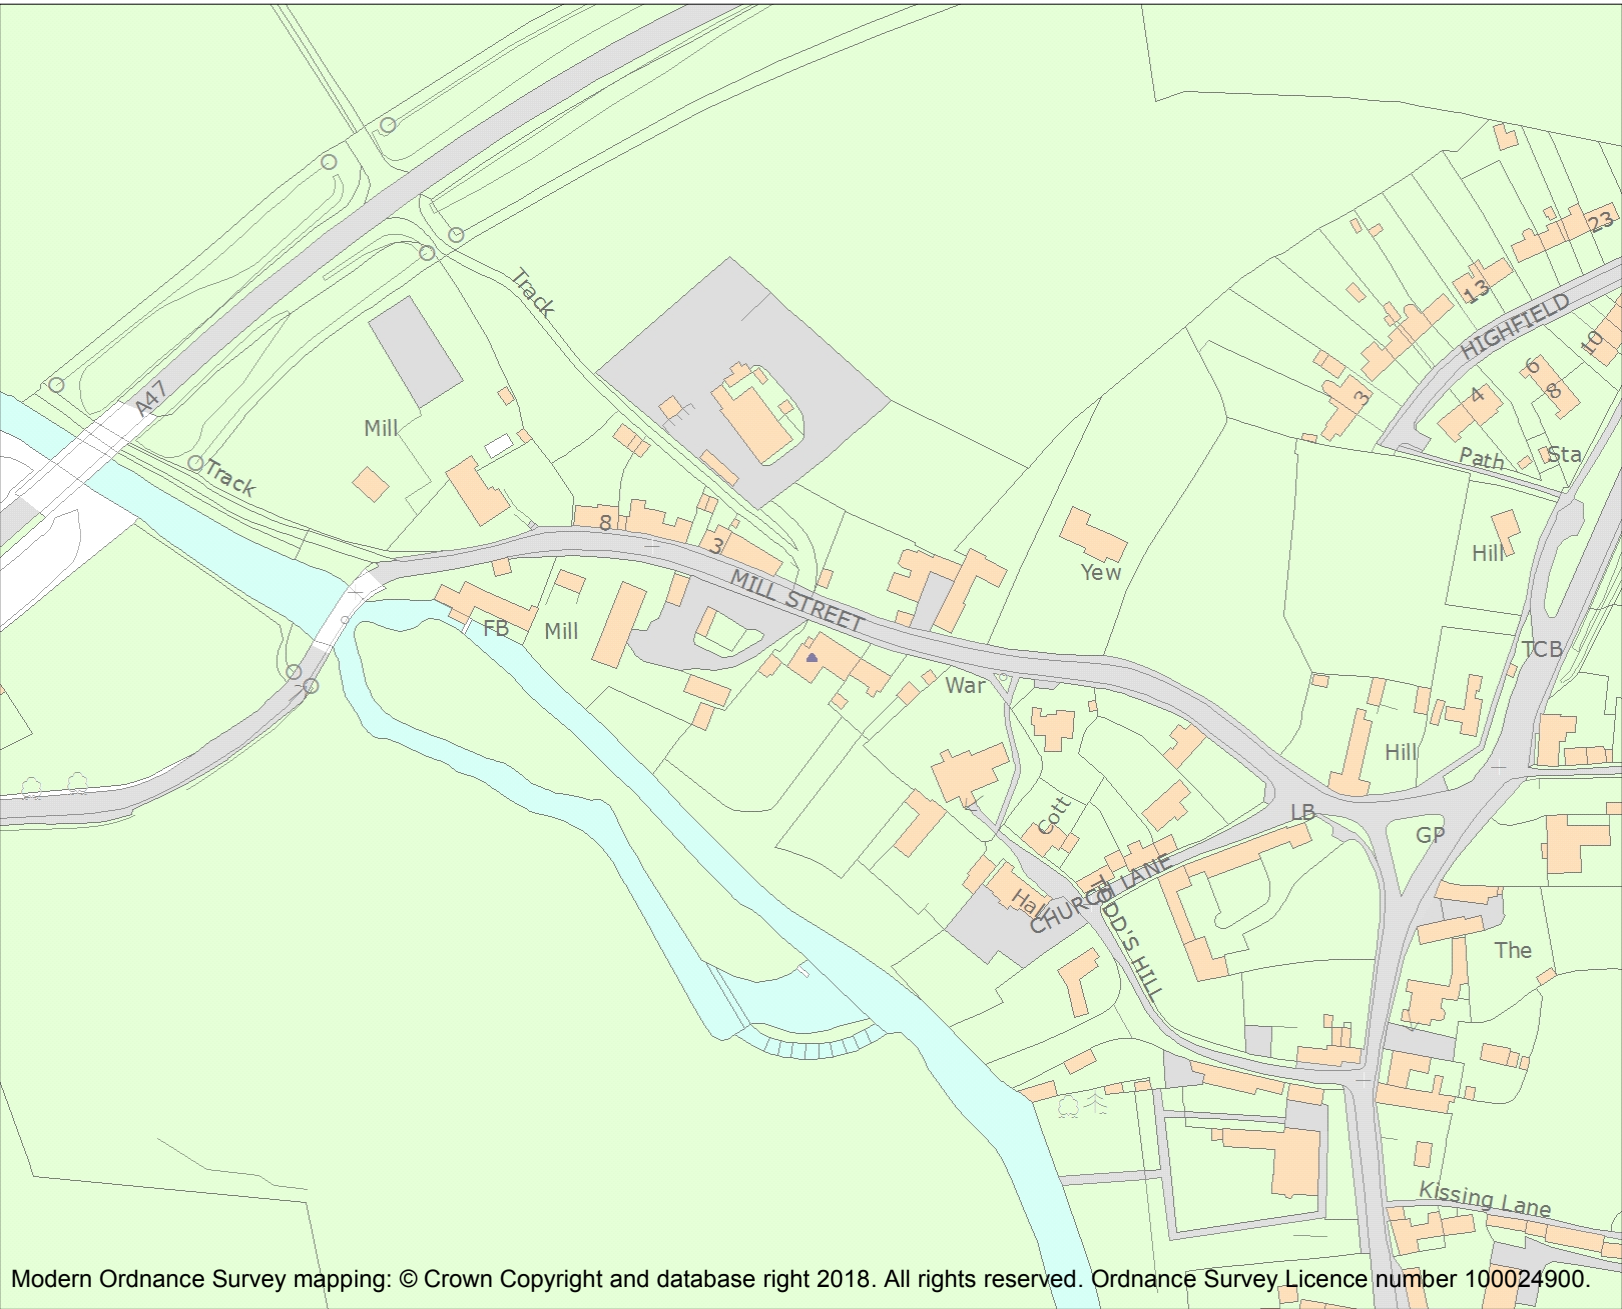 23
13
HIGHFIELD
10
Track
6
4
8
3
A47
Mill
Path
Sta
Track
8
3
Hill
Yew
MILL STREET
FB
Mill
TCB
War
Hill
LB
GP
Cott
CHURCH LANE
Hall
TODD'S HILL
The
Kissing Lane
Modern Ordnance Survey mapping: © Crown Copyright and database right 2018. All rights reserved. Ordnance Survey Licence number 100024900.